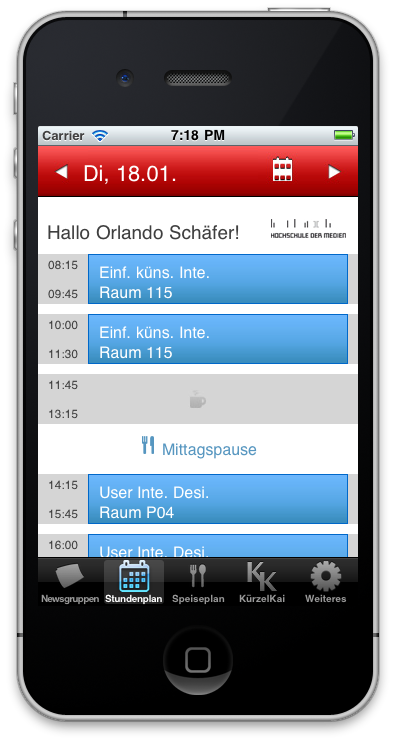 Carrier 7:18 PM
Di, 18.01.
Hallo Orlando Schäfer!
HOCHSCHULE DER MEDIEN
08:15 Einf. küns. Inte.
09:45 Raum 115
10:00 Einf. küns. Inte.
11:30 Raum 115
11:45
13:15
Mittagspause
14:15 User Inte. Desi.
15:45 Raum P04
16:00 User Inte. Desi.
Newsgruppen Stundenplan Speiseplan KürzelKai Weiteres